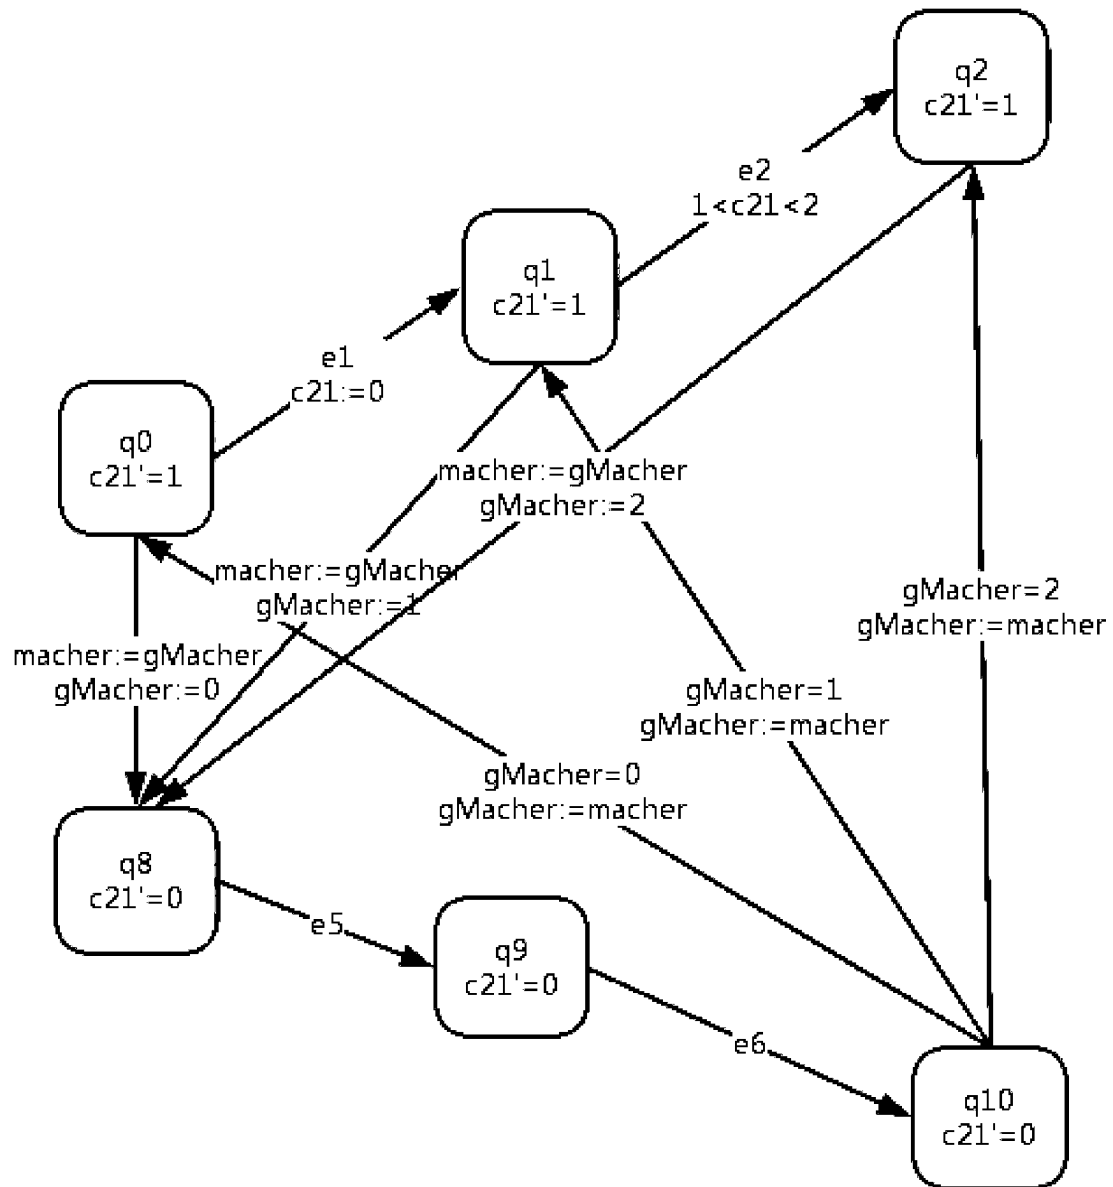 q2
c21'=1
e2
1<c21<2
q1
c21'=1
e1
c21:=0
q0
c21'=1
macher:=gMacher
gMacher:=2
macher:=gMacher
gMacher:=1
gMacher=2
gMacher:=macher
macher:=gMacher
gMacher:=0
gMacher=1
gMacher:=macher
gMacher=0
gMacher:=macher
q8
c21'=0
e5
q9
c21'=0
e6
q10
c21'=0